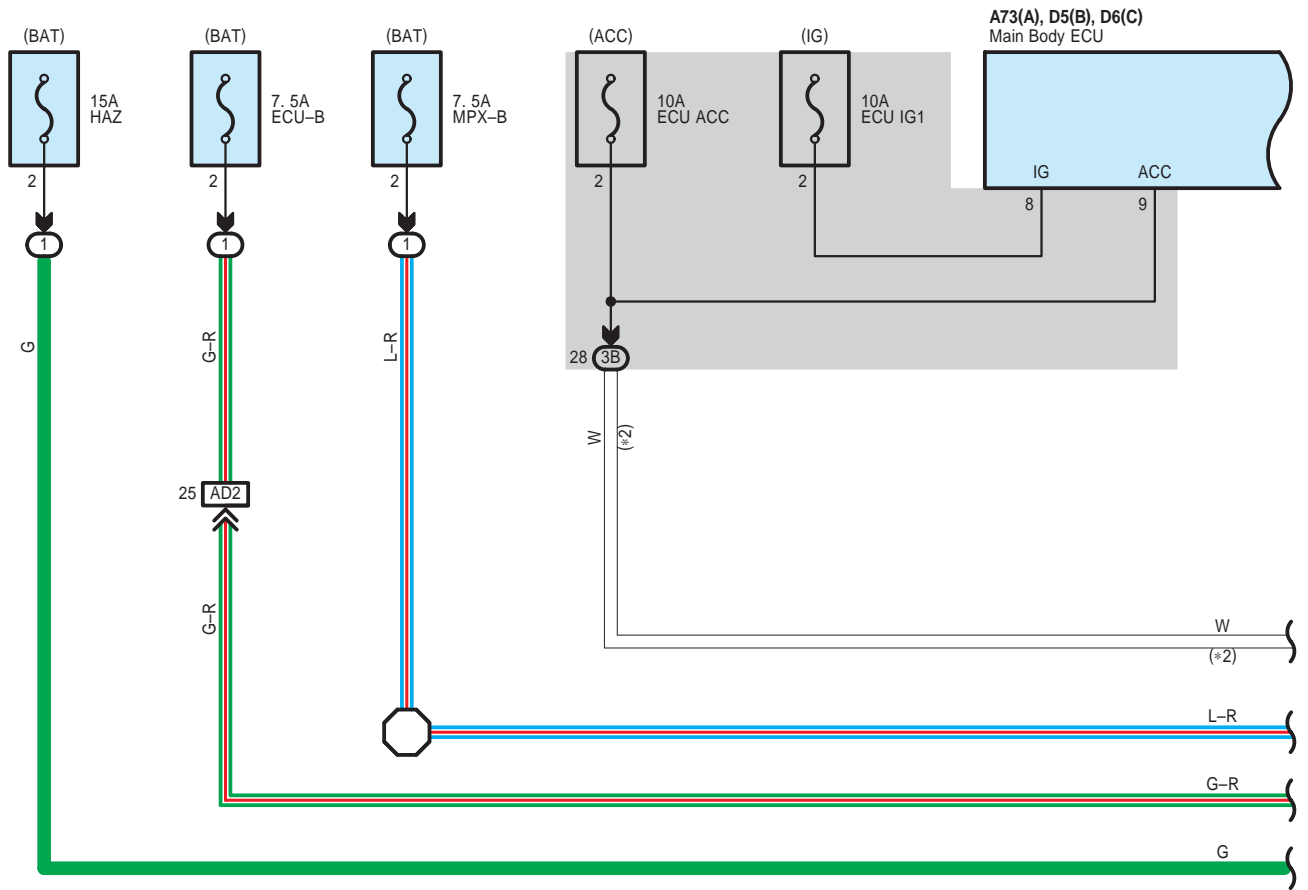 A73(A), D5(B), D6(C)
Main Body ECU
(BAT)
(BAT)
(BAT)
(ACC)
(IG)
15A
HAZ
7. 5A
ECU–B
7. 5A
MPX–B
10A
ECU ACC
10A
ECU IG1
IG
ACC
2
2
2
2
2
8
9
1
1
1
G
G–R
L–R
28
3B
W
(*2)
25
AD2
G–R
W
(*2)
L–R
G–R
G